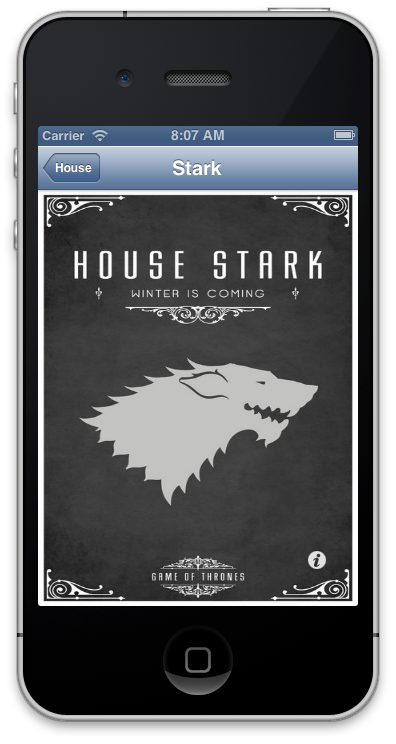 Carrier 8:07 AM
House Stark
HOUSE STARK
WINTER IS COMING
i
GAME OF THRONES